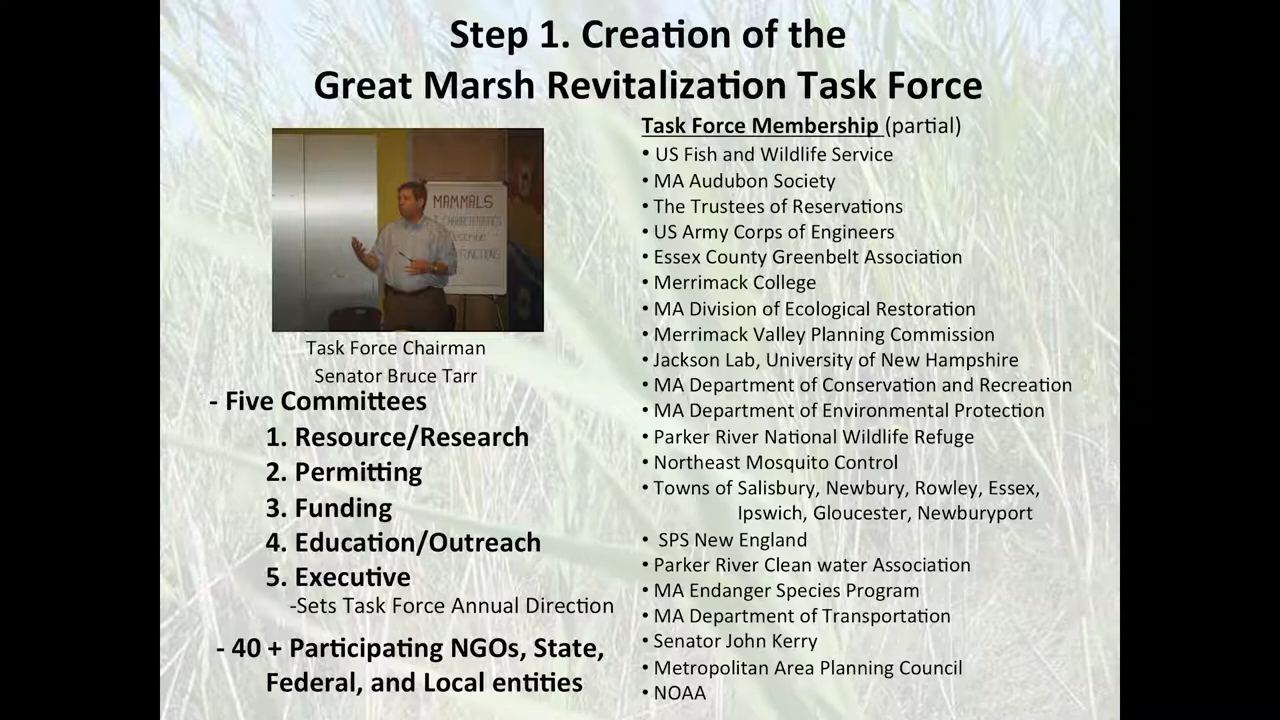 Step 1. Creation of the
Great Marsh Revitalization Task Force
MAMMALS
FUNCTIONS
Task Force Chairman
Senator Bruce Tarr
- Five Committees
1. Resource/Research
2. Permitting
3. Funding
4. Education/Outreach
5. Executive
-Sets Task Force Annual Direction
- 40 + Participating NGOs, State,
Federal, and Local entities
Task Force Membership (partial)
• US Fish and Wildlife Service
• MA Audubon Society
• The Trustees of Reservations
• US Army Corps of Engineers
• Essex County Greenbelt Association
• Merrimack College
• MA Division of Ecological Restoration
• Merrimack Valley Planning Commission
• Jackson Lab, University of New Hampshire
• MA Department of Conservation and Recreation
• MA Department of Environmental Protection
• Parker River National Wildlife Refuge
• Northeast Mosquito Control
• Towns of Salisbury, Newbury, Rowley, Essex,
Ipswich, Gloucester, Newburyport
• SPS New England
• Parker River Clean water Association
• MA Endanger Species Program
• MA Department of Transportation
• Senator John Kerry
• Metropolitan Area Planning Council
• NOAA